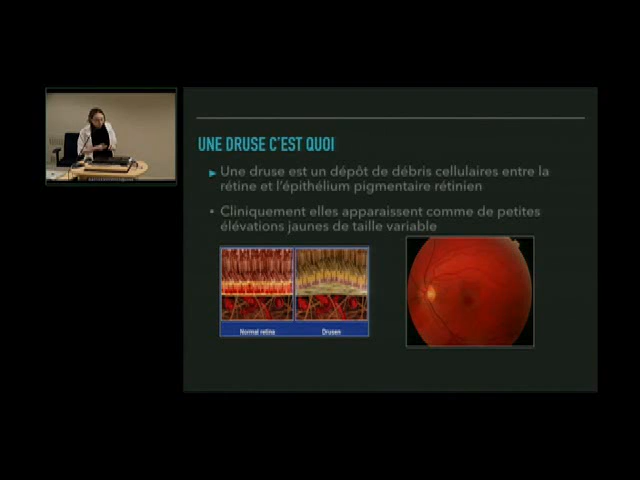 UNE DRUSE C'EST QUOI
Une druse est un dépôt de débris cellulaires entre la
rétine et l'épithélium pigmentaire rétinien
Cliniquement elles apparaissent comme de petites
élévations jaunes de taille variable
Normal retina
Drusen